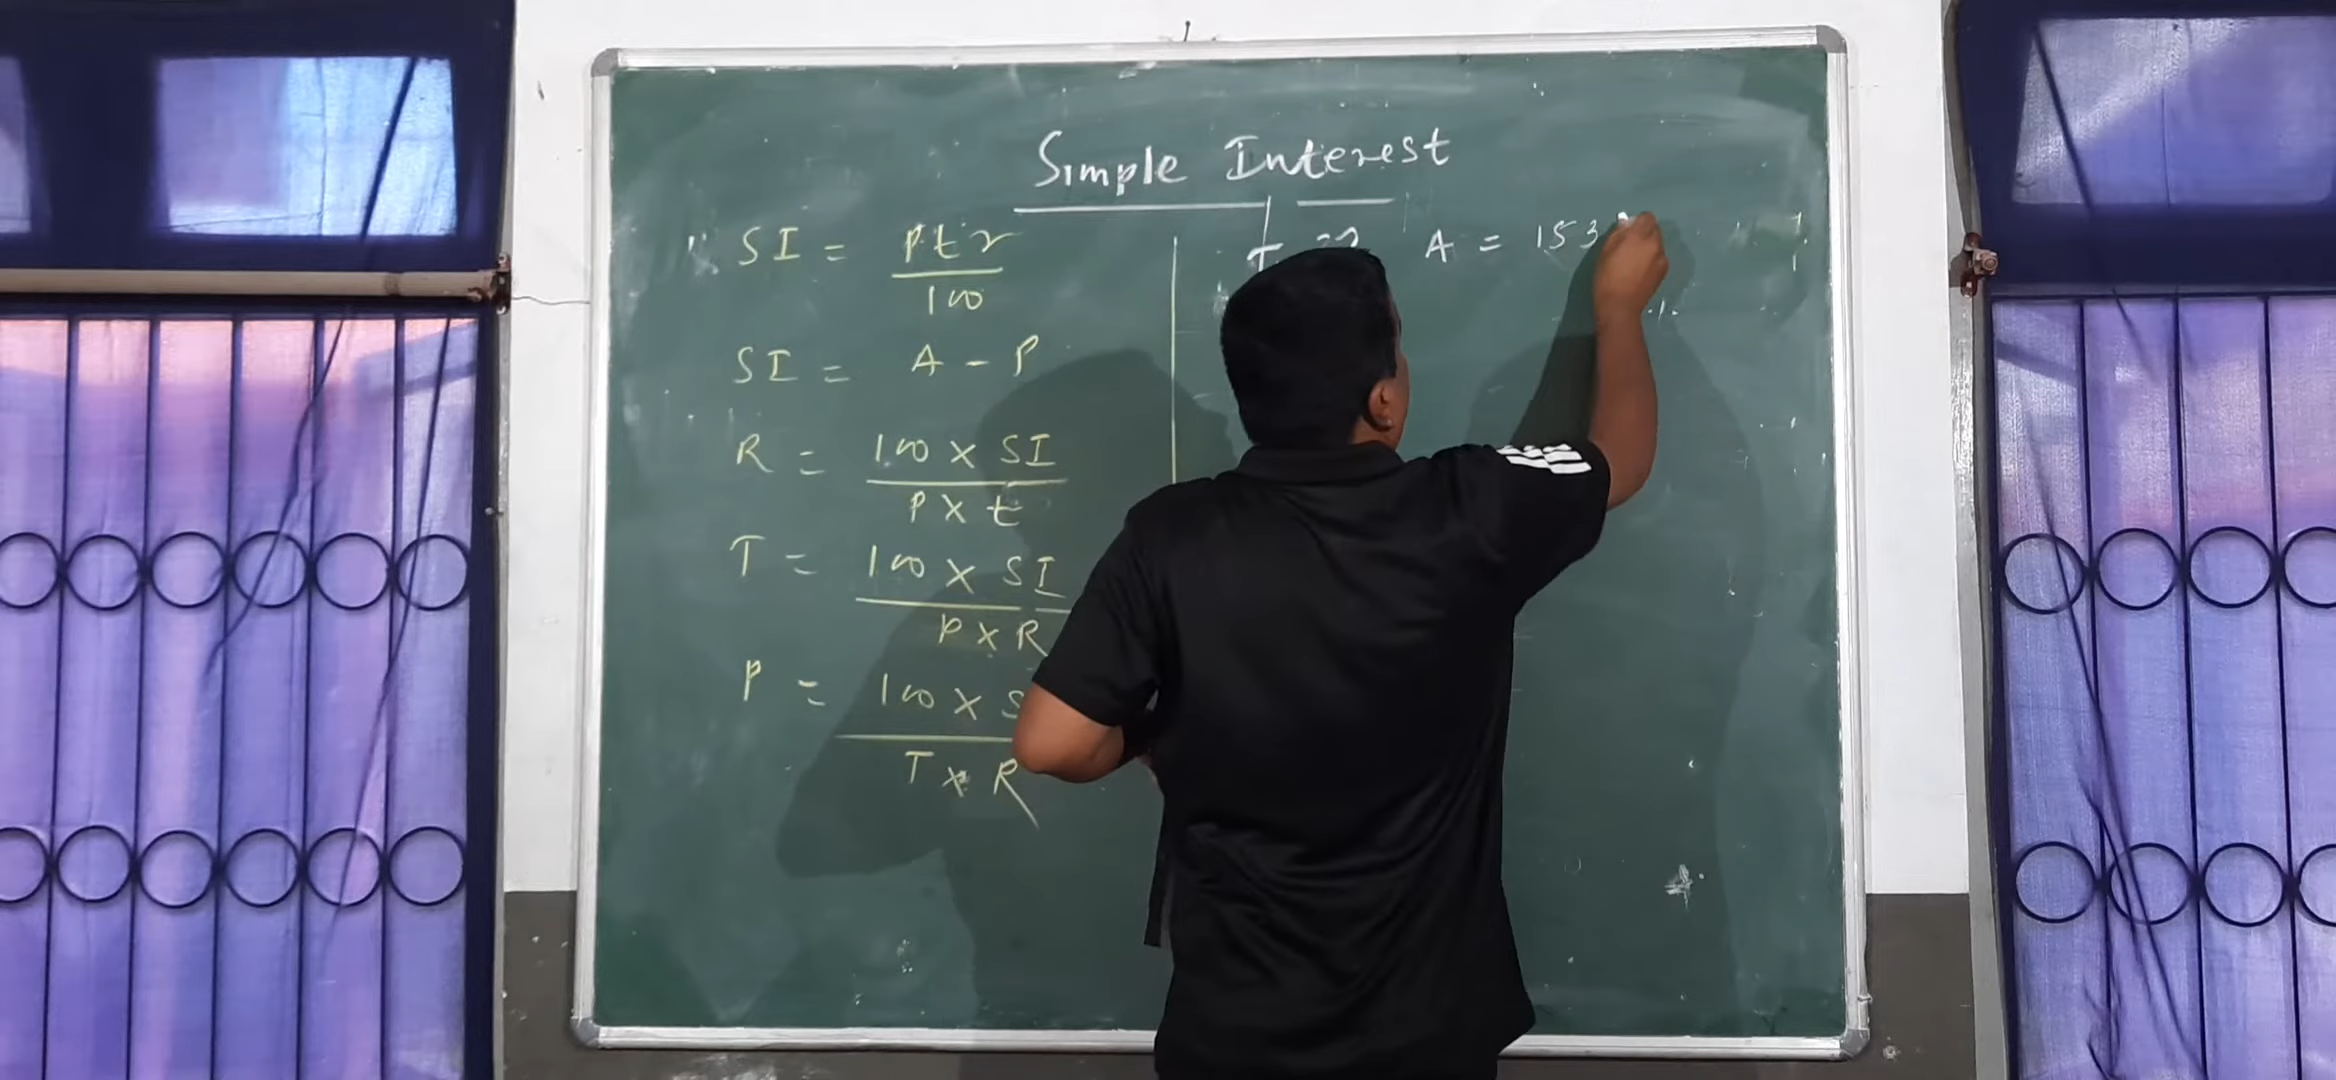 Simple Interest
SI = ptr
100
SI = A - P
R = 100 x SI
P x t
T = 100 x SI
P x R
P = 100 x
T x R
A = 153